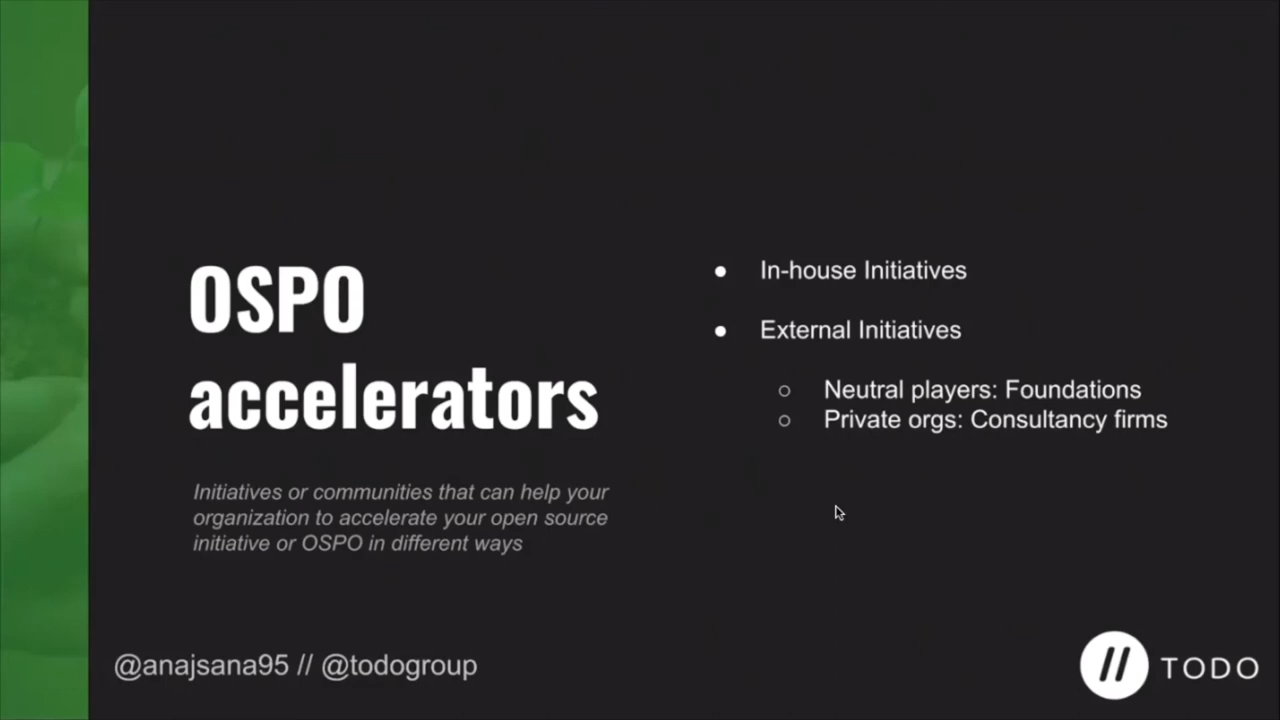 OSPO
accelerators
Initiatives or communities that can help your
organization to accelerate your open source
initiative or OSPO in different ways
● In-house Initiatives
● External Initiatives
○ Neutral players: Foundations
○ Private orgs: Consultancy firms
@anajsana95 // @todogroup
// TODO